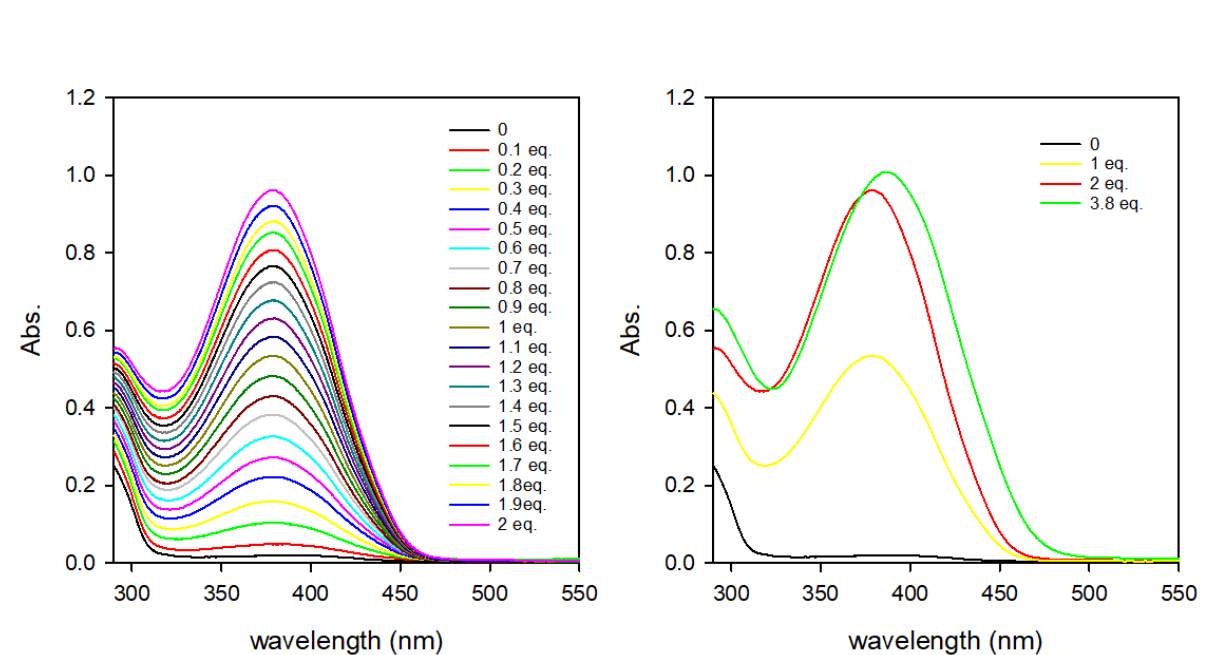 1.2
1.0
0.8
0.6
0.4
0.2
0.0
Abs.
300 350 400 450 500 550
wavelength (nm)
0
0.1 eq.
0.2 eq.
0.3 eq.
0.4 eq.
0.5 eq.
0.6 eq.
0.7 eq.
0.8 eq.
0.9 eq.
1 eq.
1.1 eq.
1.2 eq.
1.3 eq.
1.4 eq.
1.5 eq.
1.6 eq.
1.7 eq.
1.8eq.
1.9eq.
2 eq.
1.2
1.0
0.8
0.6
0.4
0.2
0.0
Abs.
300 350 400 450 500 550
wavelength (nm)
0
1 eq.
2 eq.
3.8 eq.